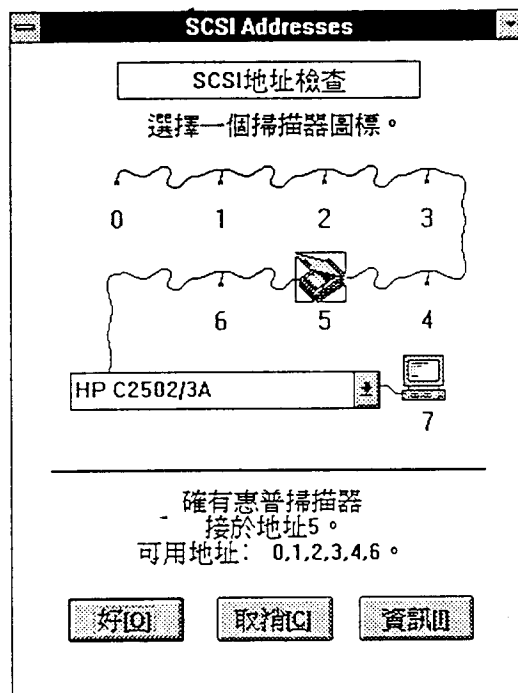 SCSI Addresses
SCSI地址檢查
選擇一個掃描器圖標。
0 1 2 3
6 5 4
HP C2502/3A
7
確有惠普掃描器
接於地址5。
可用地址: 0,1,2,3,4,6。
好[O] 取捎[C] 資訊[I]